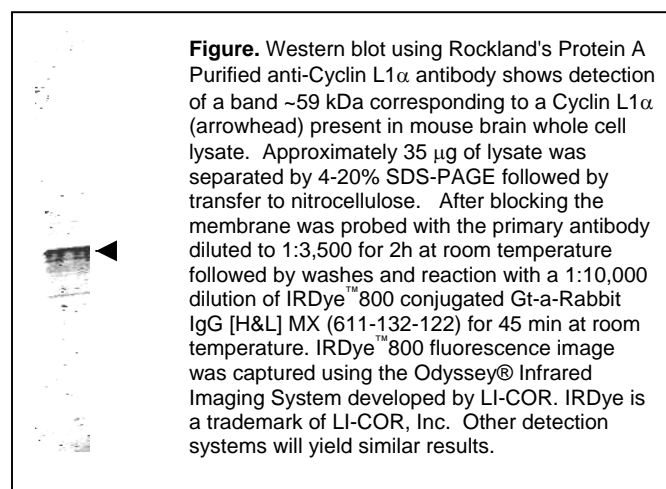 Figure. Western blot using Rockland's Protein A
Purified anti-Cyclin L1α antibody shows detection
of a band ~59 kDa corresponding to a Cyclin L1α
(arrowhead) present in mouse brain whole cell
lysate.  Approximately 35 μg of lysate was
separated by 4-20% SDS-PAGE followed by
transfer to nitrocellulose.   After blocking the
membrane was probed with the primary antibody
diluted to 1:3,500 for 2h at room temperature
followed by washes and reaction with a 1:10,000
dilution of IRDye™800 conjugated Gt-a-Rabbit
IgG [H&L] MX (611-132-122) for 45 min at room
temperature. IRDye™800 fluorescence image
was captured using the Odyssey® Infrared
Imaging System developed by LI-COR. IRDye is
a trademark of LI-COR, Inc.  Other detection
systems will yield similar results.